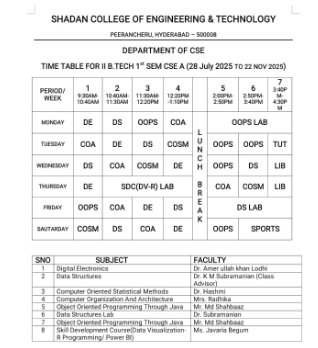 SHADAN COLLEGE OF ENGINEERING & TECHNOLOGY
PEERANCHERU, HYDERABAD – 500008
DEPARTMENT OF CSE
TIME TABLE FOR II B.TECH 1ST SEM CSE A (28 July 2025 TO 22 NOV 2025)
PERIOD/ WEEK 1 9:30AM- 10:40AM 2 10:40AM- 11:30AM 3 11:30AM- 12:20PM 4 12:20PM -1:10PM 5 2:00PM- 2:50PM 6 2:50PM- 3:40PM 7 3:40P M- 4:30P M
MONDAY DE DS OOPS COA OOPS LAB
TUESDAY COA DE DS COSM OOPS OOPS TUT
WEDNESDAY DS COA COSM DE OOPS DS LIB
THURSDAY DE SDC(DV-R) LAB COA COSM LIB
FRIDAY OOPS COA DE DS DS LAB
SAUTARDAY COSM DS COA DE OOPS SPORTS
LUNCH BREAK
SNO SUBJECT FACULTY
1 Digital Electronics Dr. Amer ullah khan Lodhi
2 Data Structures Dr. K M Subramanian (Class Advisor)
3 Computer Oriented Statistical Methods Dr. Hashmi
4 Computer Organization And Architecture Mrs. Radhika
5 Object Oriented Programming Through Java Mr. Md Shahbaaz
6 Data Structures Lab Dr. Subramanian
7 Object Oriented Programming Through Java Mr. Md Shahbaaz
8 Skill Development Course(Data Visualization- R Programming/ Power BI) Ms. Javaria Begum